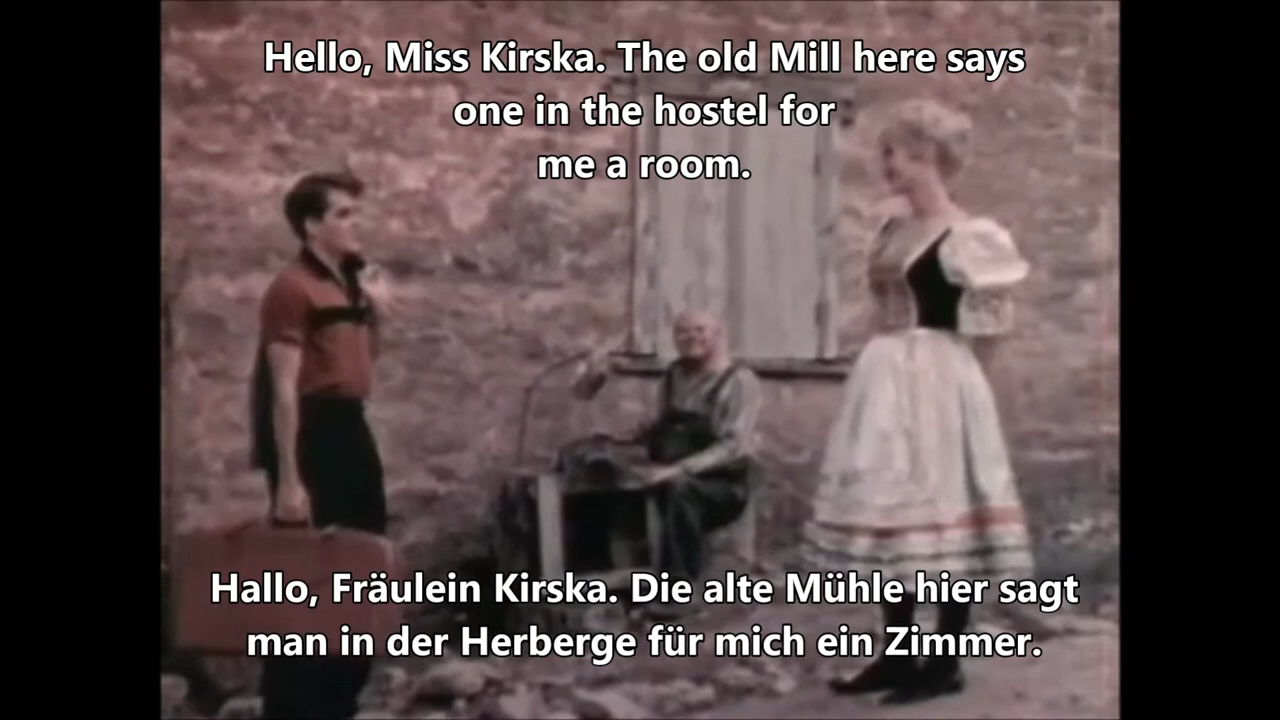 Hello, Miss Kirska. The old Mill here says
one in the hostel for
me a room.
Hallo, Fräulein Kirska. Die alte Mühle hier sagt
man in der Herberge für mich ein Zimmer.